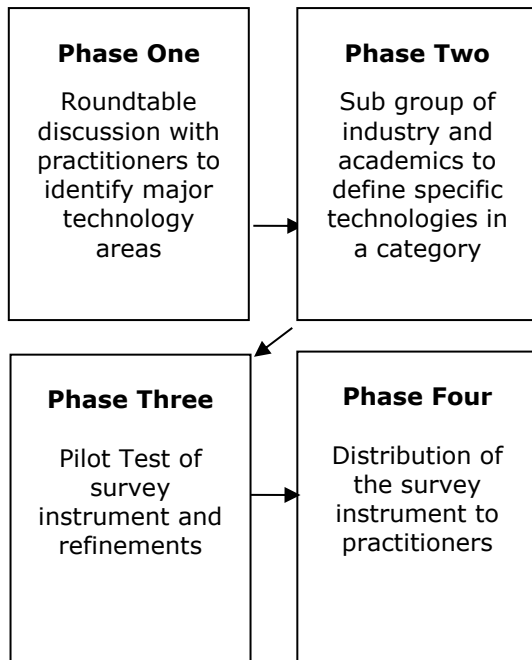 Phase One
Roundtable
discussion with
practitioners to
identify major
technology
areas
Phase Two
Sub group of
industry and
academics to
define specific
technologies in
a category
Phase Three
Pilot Test of
survey
instrument and
refinements
Phase Four
Distribution of
the survey
instrument to
practitioners